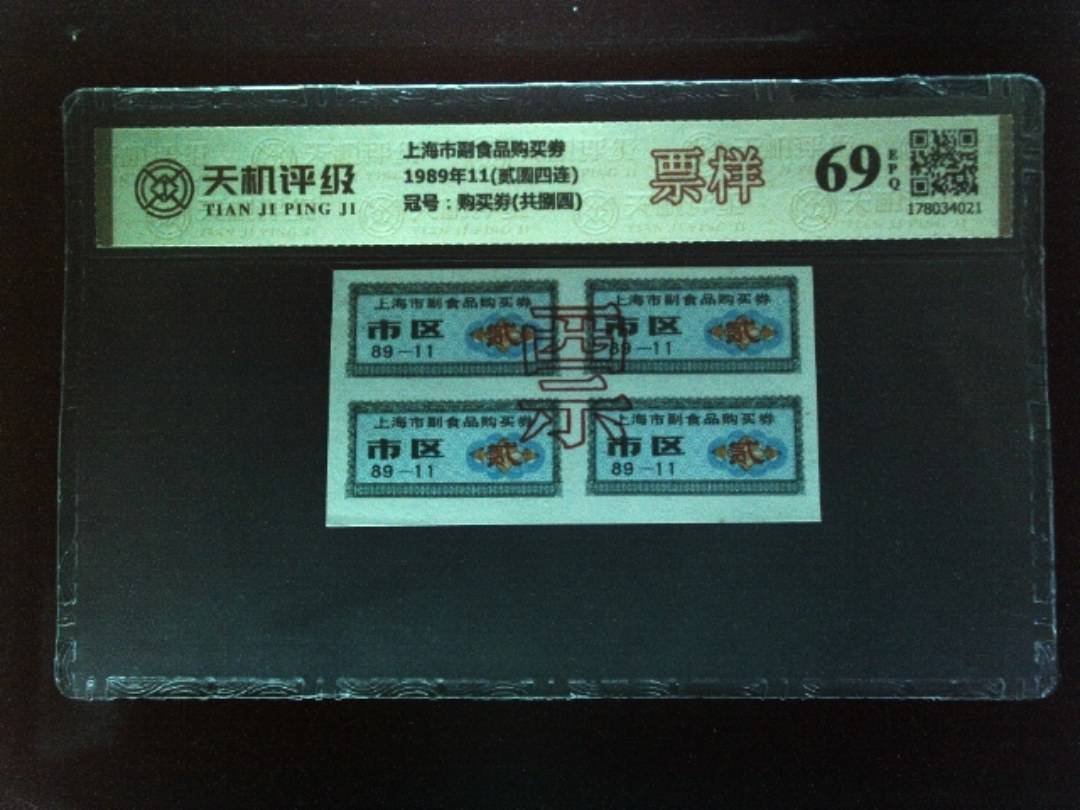 天机评级
TIAN JI PING JI
上海市副食品购买券
1989年11(贰圆四连)
冠号：购买券(共捌圆)
票样
69
EPQ
178034021
上海市副食品购买券
市区
贰
89-11
上海市副食品购买券
市区
贰
89-11
票
上海市副食品购买券
市区
贰
89-11
上海市副食品购买券
市区
贰
89-11